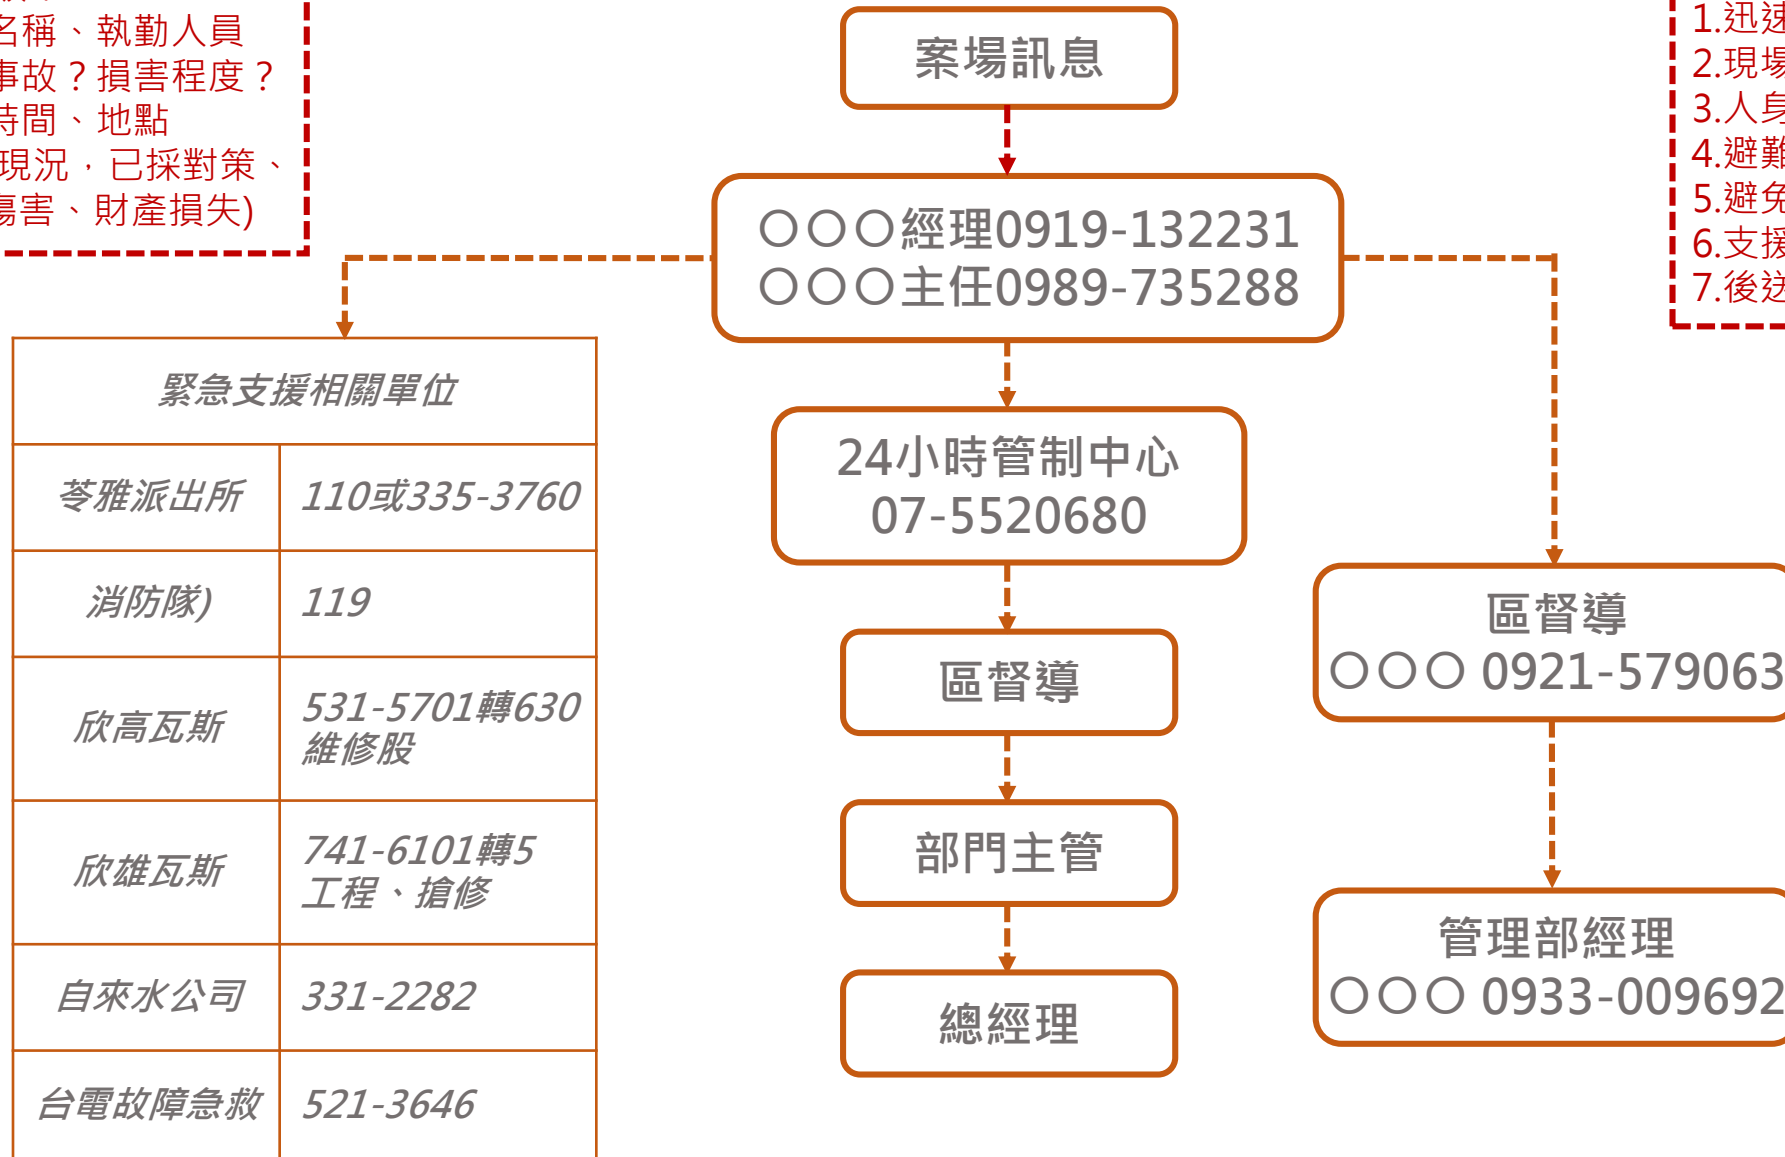 名稱、執勤人員
事故？損害程度？
時間、地點
現況，已採對策、
傷害、財產損失)
案場訊息
1.迅速
2.現場
3.人身
4.避難
5.避免
6.支援
7.後送
〇〇〇經理0919-132231
〇〇〇主任0989-735288
緊急支援相關單位
苓雅派出所 110或335-3760
消防隊) 119
欣高瓦斯 531-5701轉630
維修股
欣雄瓦斯 741-6101轉5
工程、搶修
自來水公司 331-2282
台電故障急救 521-3646
24小時管制中心
07-5520680
區督導
部門主管
總經理
區督導
〇〇〇 0921-579063
管理部經理
〇〇〇 0933-009692